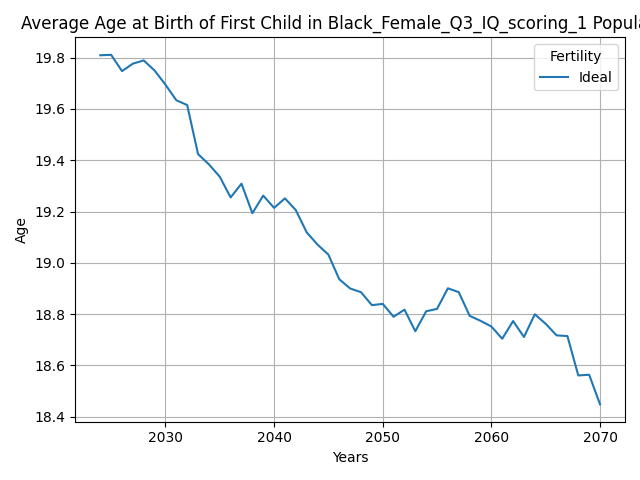 Average Age at Birth of First Child in Black_Female_Q3_IQ_scoring_1 Popula
Fertility
Ideal
19.8
19.6
19.4
19.2
19.0
18.8
18.6
18.4
Age
2030 2040 2050 2060 2070
Years